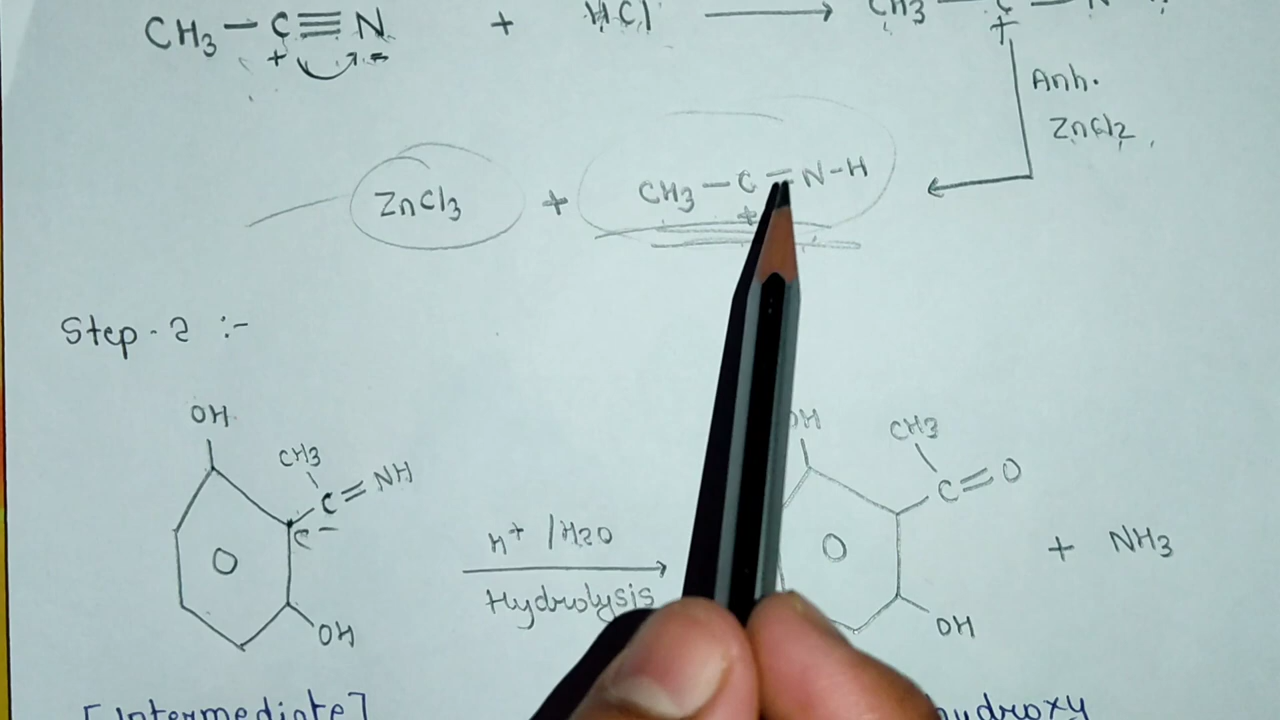 CH3 — C ≡ N + HCl → CH3 — C
+ - +
Anh.
ZnCl2
ZnCl3 + CH3 — C = N - H
+
Step - 2 :-
OH CH3 C = NH
C -
OH
H+ / H2O
Hydrolysis
OH CH3 C = O
OH
+ NH3
[Intermediate]
hydroxy